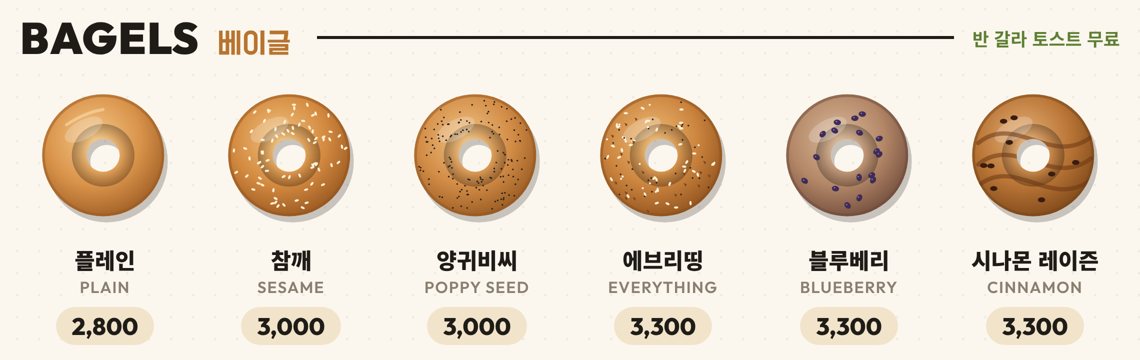 BAGELS 베이글
반 갈라 토스트 무료
플레인
PLAIN
2,800
참깨
SESAME
3,000
양귀비씨
POPPY SEED
3,000
에브리띵
EVERYTHING
3,300
블루베리
BLUEBERRY
3,300
시나몬 레이즌
CINNAMON
3,300